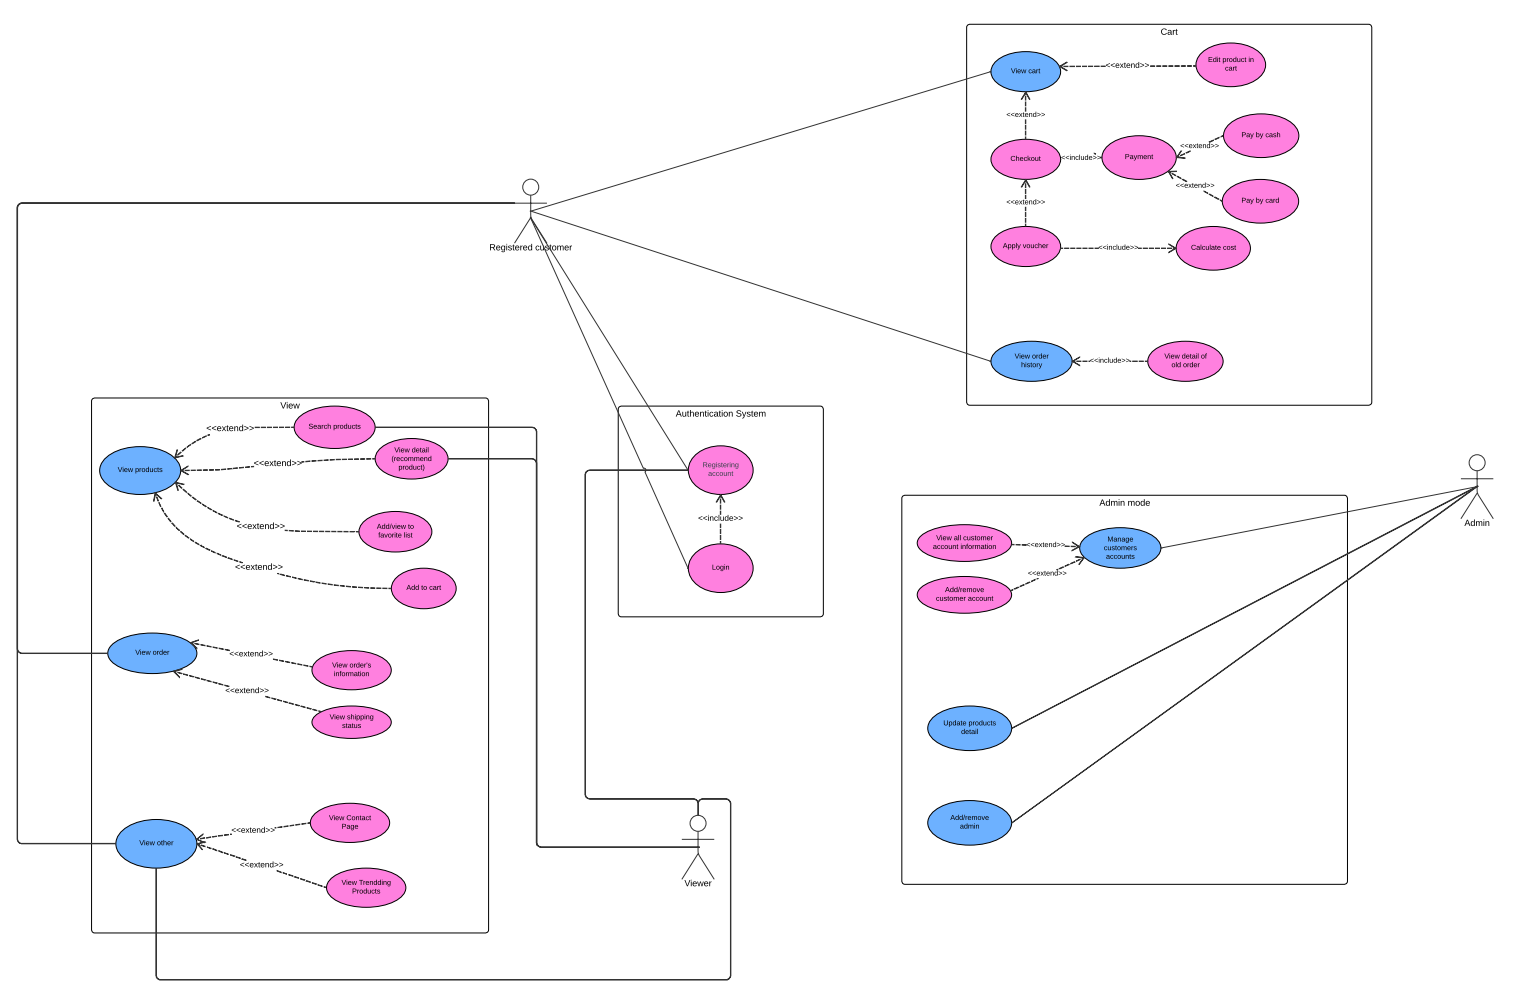 Cart
View cart
<<extend>>
Edit product in
cart
<<extend>>
Checkout
<<include>>
Payment
<<extend>>
Pay by cash
<<extend>>
Pay by card
<<extend>>
Apply voucher
<<include>>
Calculate cost
View order
history
<<include>>
View detail of
old order
Registered customer
View
Search products
<<extend>>
View products
View detail
(recommend
product)
<<extend>>
Add/view to
favorite list
<<extend>>
Add to cart
<<extend>>
View order
<<extend>>
View order's
information
<<extend>>
View shipping
status
View other
<<extend>>
View Contact
Page
<<extend>>
View Trendding
Products
Authentication System
Registering
account
<<include>>
Login
Viewer
Admin mode
View all customer
account information
<<extend>>
Manage
customers
accounts
<<extend>>
Add/remove
customer account
Update products
detail
Add/remove
admin
Admin